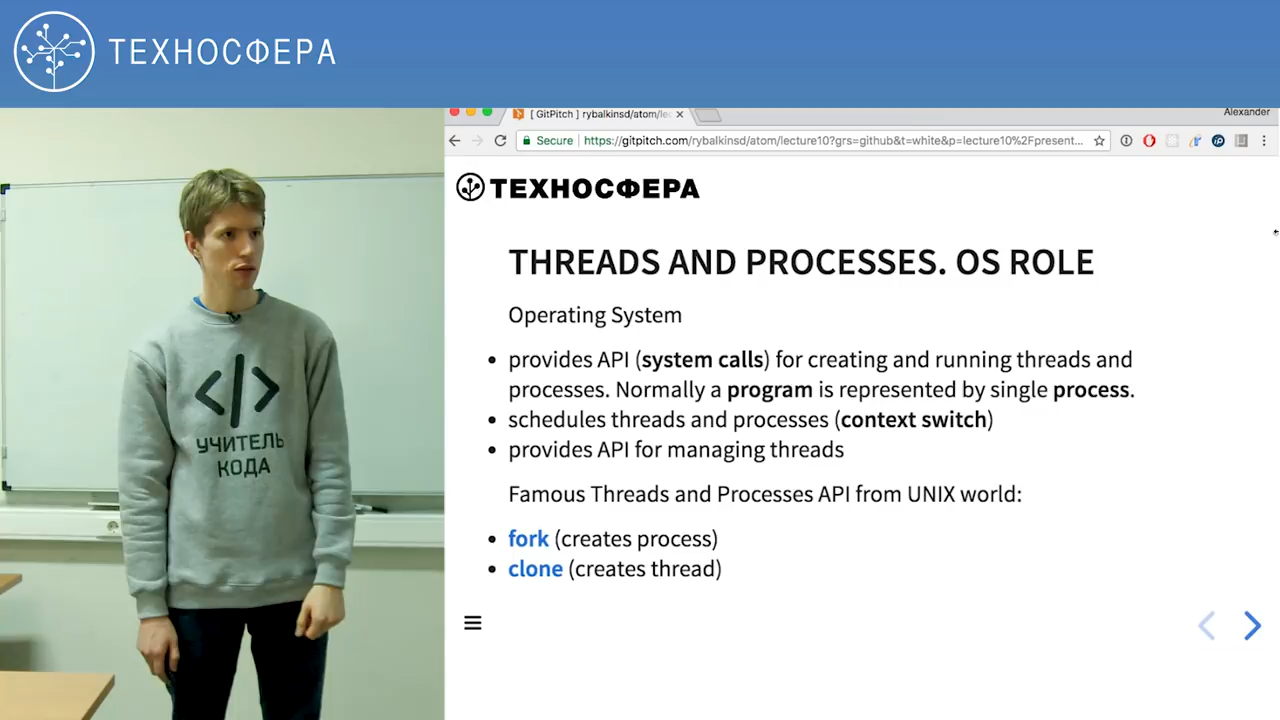 ТЕХНОСФЕРА
[ GitPitch ] rybalkinsd/atom/le
Alexander
Secure
https://gitpitch.com/rybalkinsd/atom/lecture10?grs=github&t=white&p=lecture10%2Fpresent...
ТЕХНОСФЕРА
THREADS AND PROCESSES. OS ROLE
Operating System
provides API (system calls) for creating and running threads and
processes. Normally a program is represented by single process.
schedules threads and processes (context switch)
provides API for managing threads
Famous Threads and Processes API from UNIX world:
fork (creates process)
clone (creates thread)
</>
УЧИТЕЛЬ
КОДА